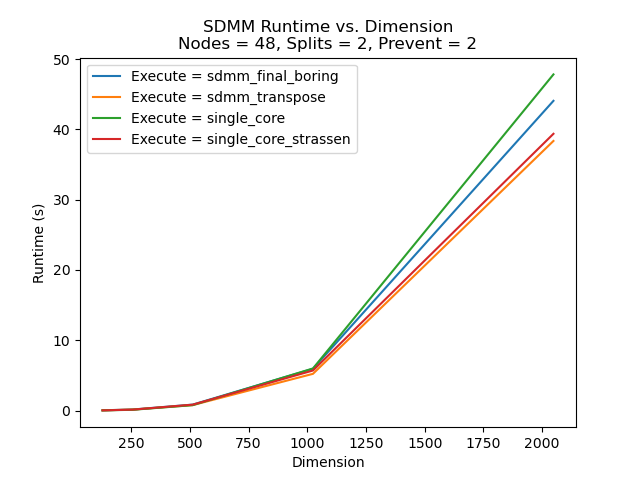 SDMM Runtime vs. Dimension
Nodes = 48, Splits = 2, Prevent = 2
50
40
30
20
10
0
Runtime (s)
Execute = sdmm_final_boring
Execute = sdmm_transpose
Execute = single_core
Execute = single_core_strassen
250
500
750
1000
1250
1500
1750
2000
Dimension